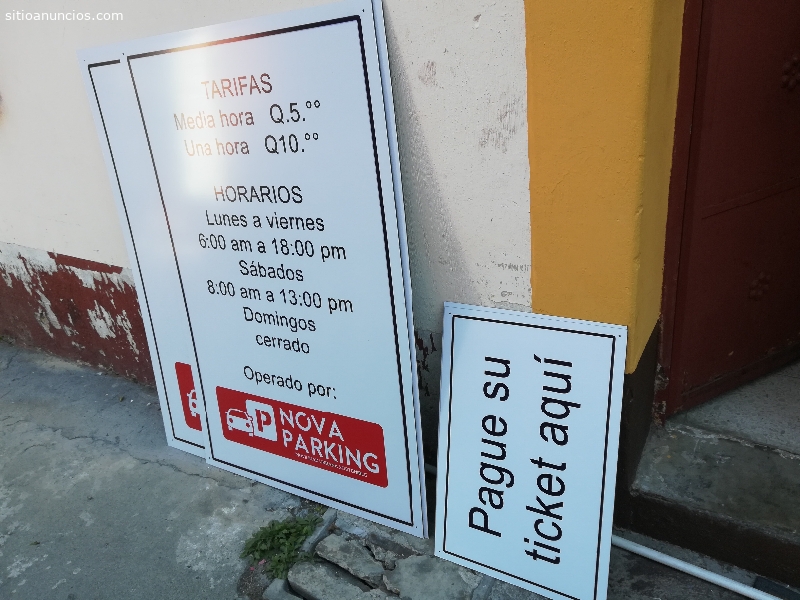 sitioanuncios.com
TARIFAS
Media hora Q.5.°°
Una hora Q10.°°
HORARIOS
Lunes a viernes
6:00 am a 18:00 pm
Sábados
8:00 am a 13:00 pm
Domingos
cerrado
Operado por:
P NOVA
PARKING
Pague su
ticket aquí